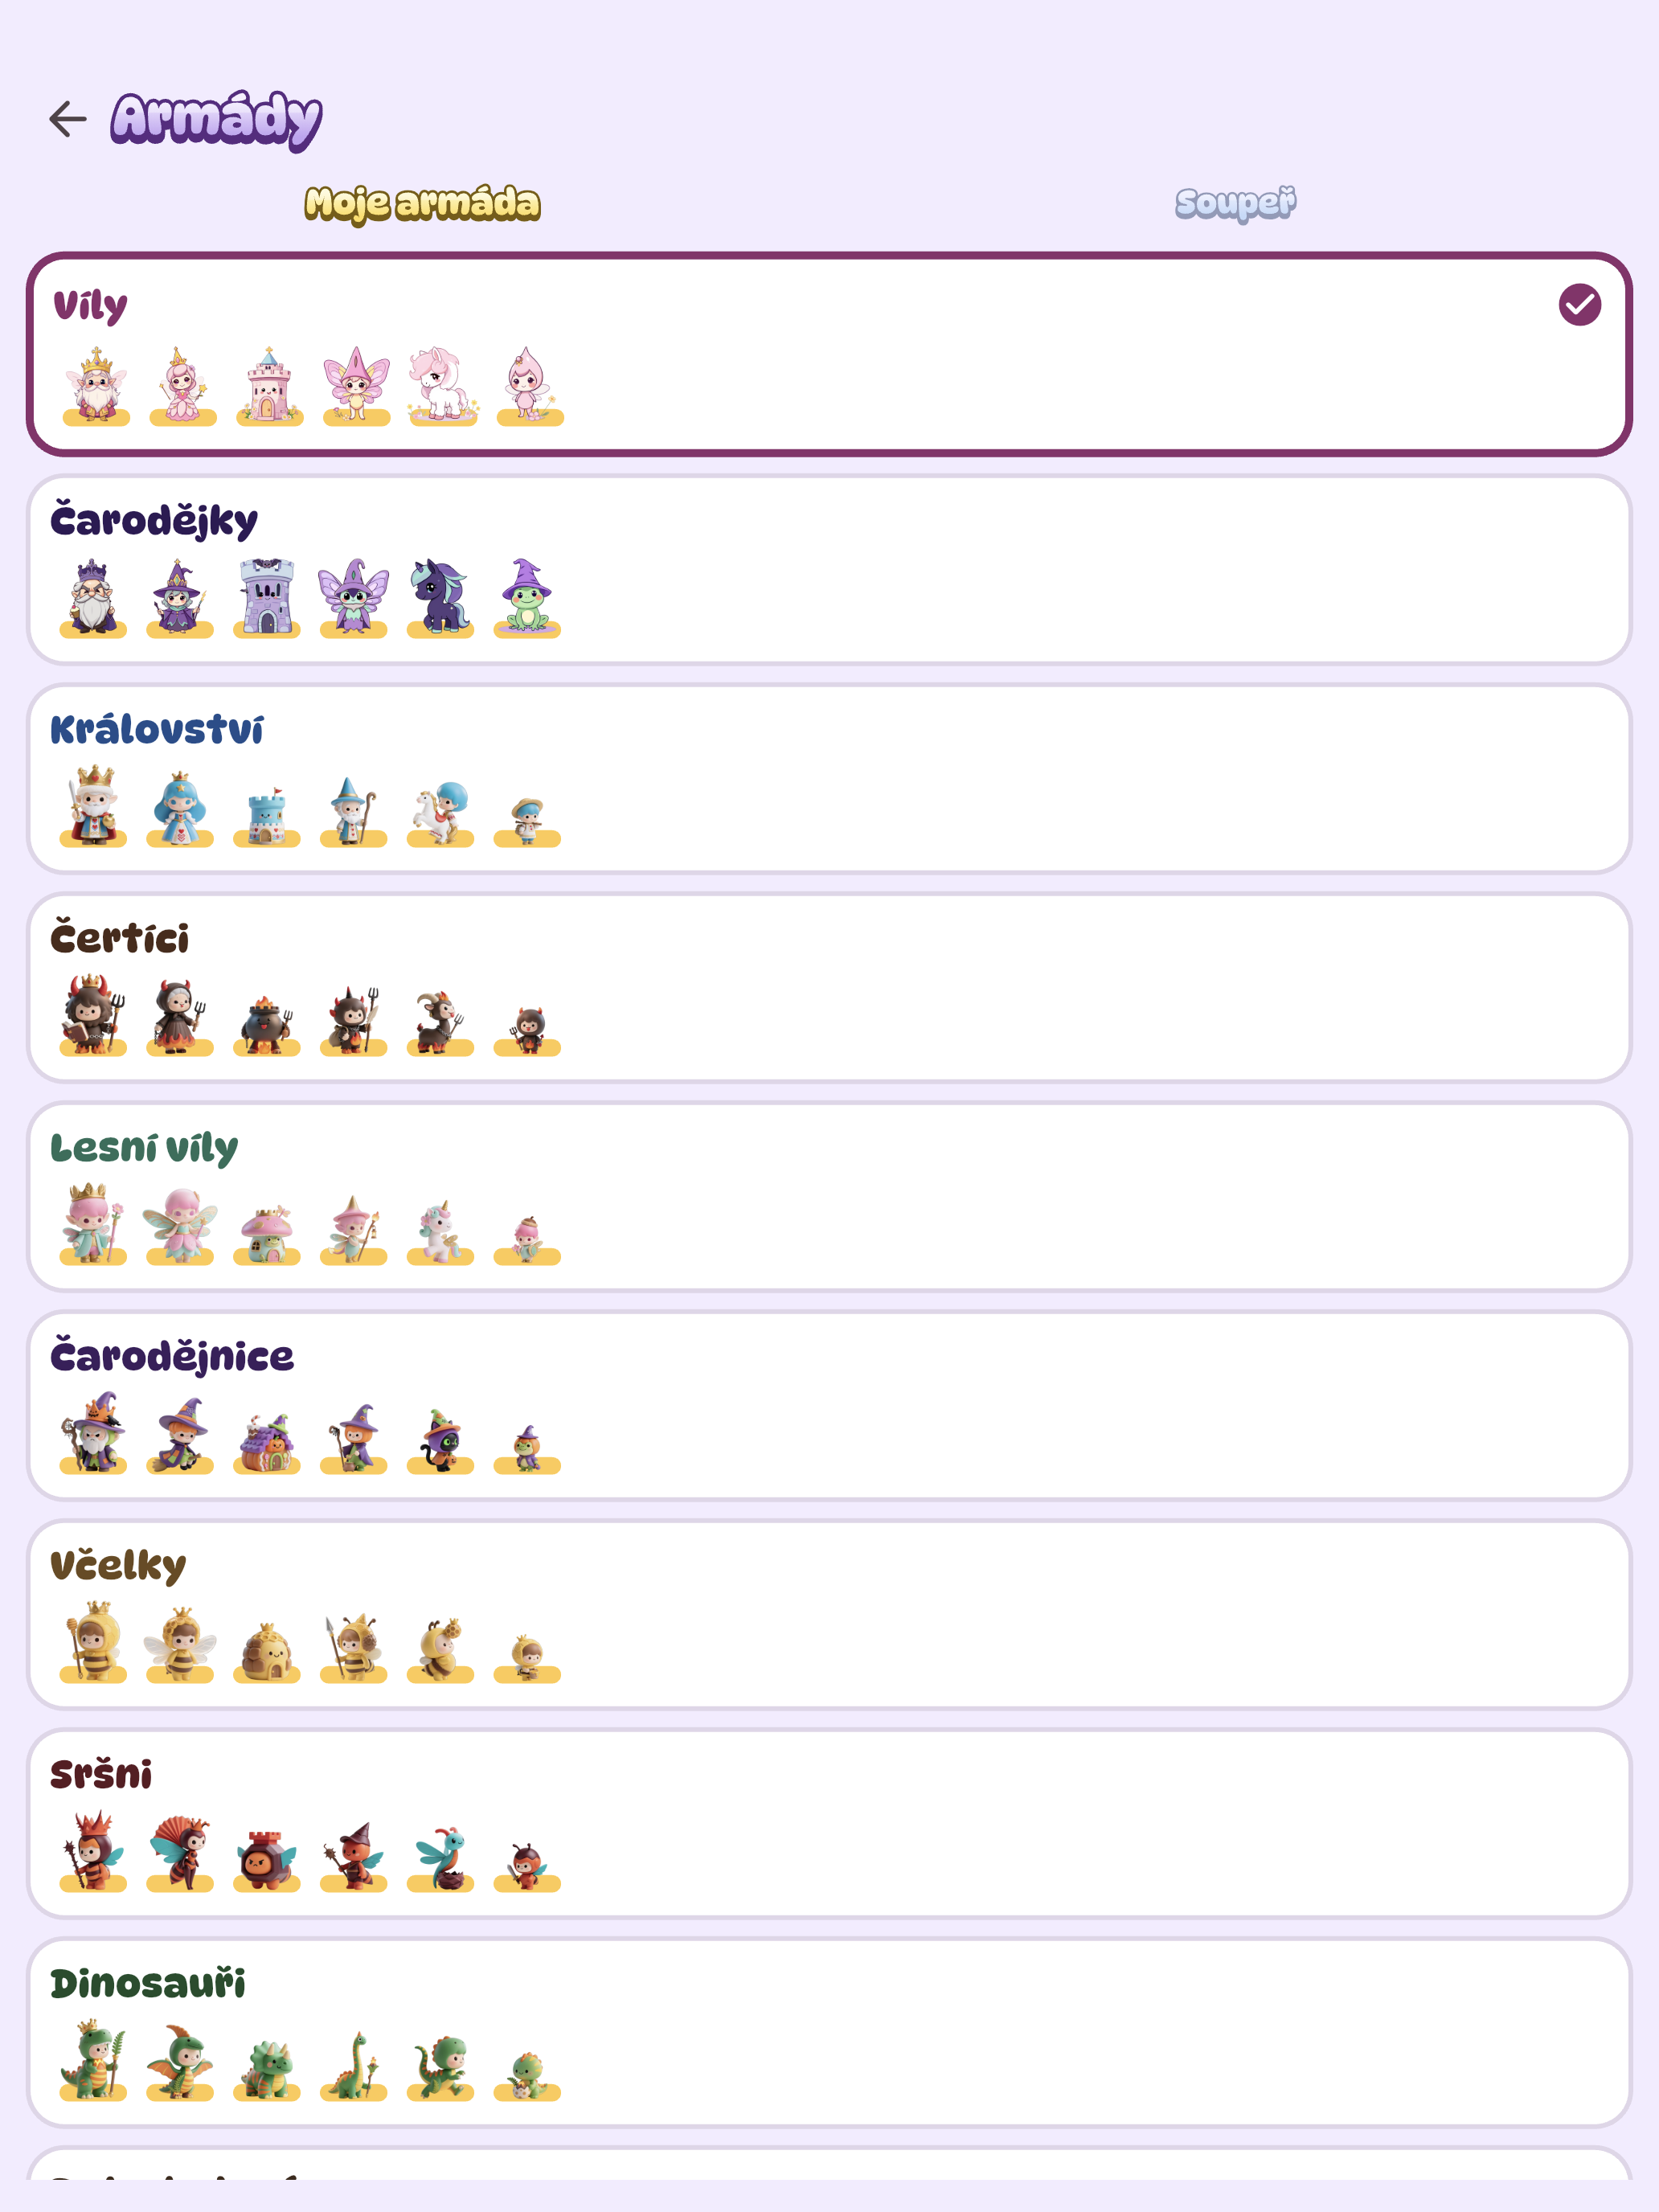 Armády
Moje armáda
Soupeř
Víly
Čarodějky
Království
Čertíci
Lesní víly
Čarodějnice
Včelky
Sršni
Dinosauři